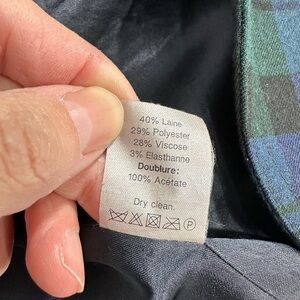 40% Laine
29% Polyester
28% Viscose
3% Elasthanne
Doublure:
100% Acétate
Dry clean.
P